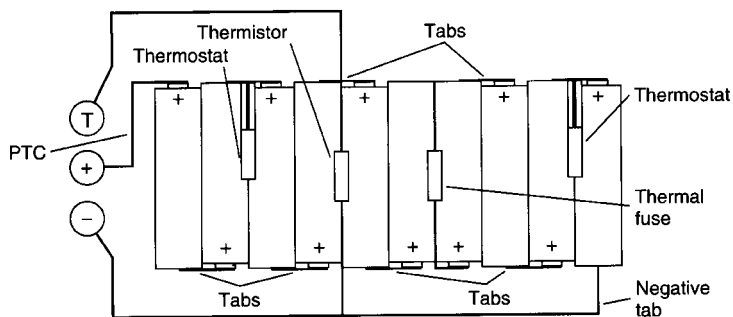 Thermistor
Thermostat
Tabs
+ + + + +
T
Thermostat
PTC
+
−
Thermal
fuse
+ + + + +
Tabs
Tabs
Negative
tab